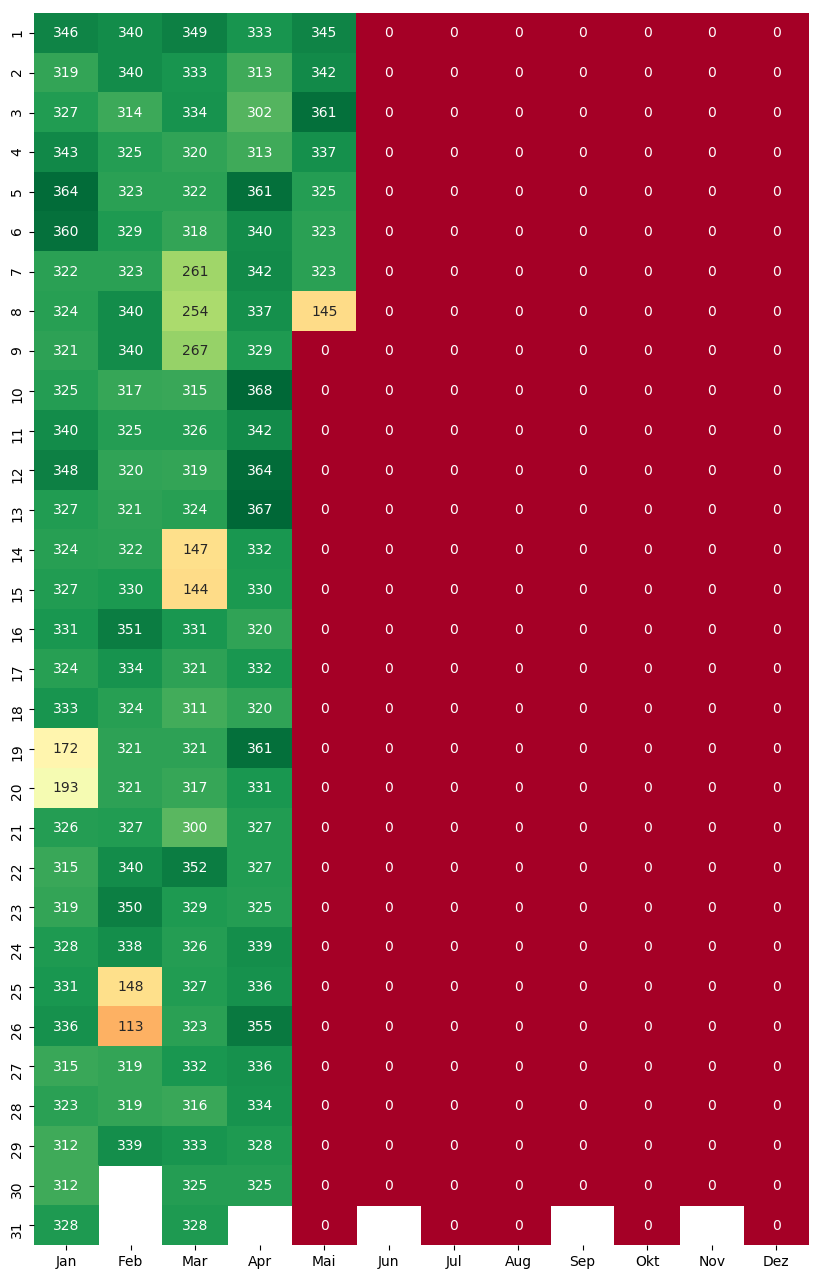 1 346 340 349 333 345 0 0 0 0 0 0 0
2 319 340 333 313 342 0 0 0 0 0 0 0
3 327 314 334 302 361 0 0 0 0 0 0 0
4 343 325 320 313 337 0 0 0 0 0 0 0
5 364 323 322 361 325 0 0 0 0 0 0 0
6 360 329 318 340 323 0 0 0 0 0 0 0
7 322 323 261 342 323 0 0 0 0 0 0 0
8 324 340 254 337 145 0 0 0 0 0 0 0
9 321 340 267 329 0 0 0 0 0 0 0 0
10 325 317 315 368 0 0 0 0 0 0 0 0
11 340 325 326 342 0 0 0 0 0 0 0 0
12 348 320 319 364 0 0 0 0 0 0 0 0
13 327 321 324 367 0 0 0 0 0 0 0 0
14 324 322 147 332 0 0 0 0 0 0 0 0
15 327 330 144 330 0 0 0 0 0 0 0 0
16 331 351 331 320 0 0 0 0 0 0 0 0
17 324 334 321 332 0 0 0 0 0 0 0 0
18 333 324 311 320 0 0 0 0 0 0 0 0
19 172 321 321 361 0 0 0 0 0 0 0 0
20 193 321 317 331 0 0 0 0 0 0 0 0
21 326 327 300 327 0 0 0 0 0 0 0 0
22 315 340 352 327 0 0 0 0 0 0 0 0
23 319 350 329 325 0 0 0 0 0 0 0 0
24 328 338 326 339 0 0 0 0 0 0 0 0
25 331 148 327 336 0 0 0 0 0 0 0 0
26 336 113 323 355 0 0 0 0 0 0 0 0
27 315 319 332 336 0 0 0 0 0 0 0 0
28 323 319 316 334 0 0 0 0 0 0 0 0
29 312 339 333 328 0 0 0 0 0 0 0 0
30 312 325 325 0 0 0 0 0 0 0 0
31 328 328 0 0 0 0 0
Jan Feb Mar Apr Mai Jun Jul Aug Sep Okt Nov Dez